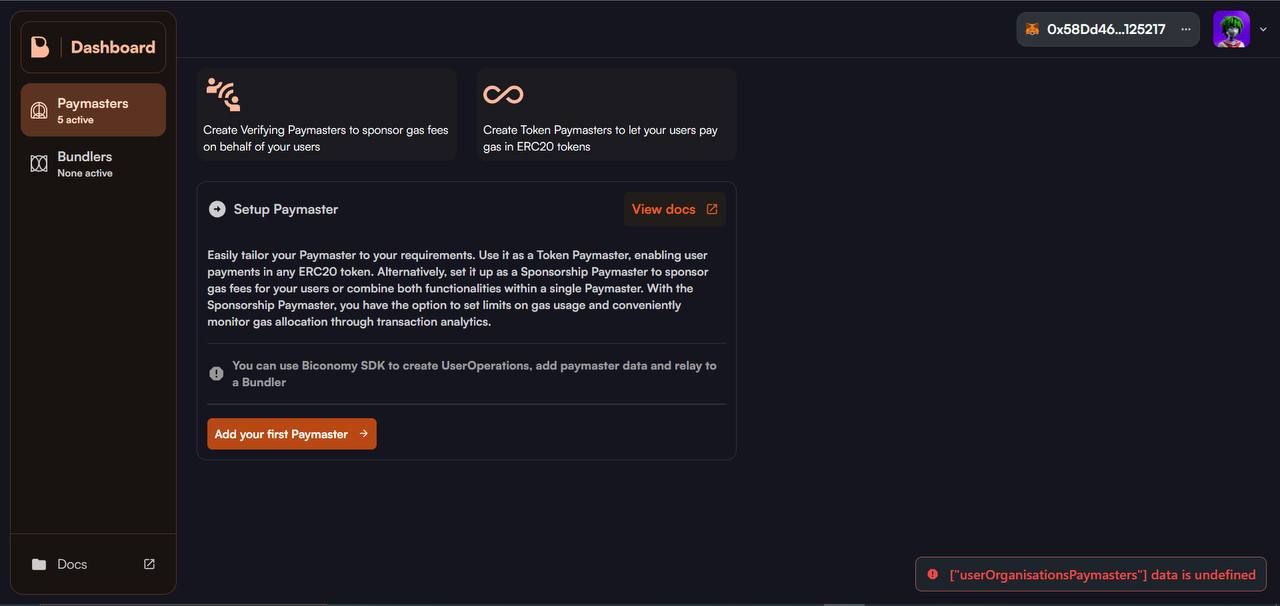 Dashboard
0x58Dd46...125217
Paymasters
5 active
Bundlers
None active
Create Verifying Paymasters to sponsor gas fees
on behalf of your users
Create Token Paymasters to let your users pay
gas in ERC20 tokens
Setup Paymaster
View docs
Easily tailor your Paymaster to your requirements. Use it as a Token Paymaster, enabling user
payments in any ERC20 token. Alternatively, set it up as a Sponsorship Paymaster to sponsor
gas fees for your users or combine both functionalities within a single Paymaster. With the
Sponsorship Paymaster, you have the option to set limits on gas usage and conveniently
monitor gas allocation through transaction analytics.
You can use Biconomy SDK to create UserOperations, add paymaster data and relay to
a Bundler
Add your first Paymaster
Docs
["userOrganisationsPaymasters"] data is undefined